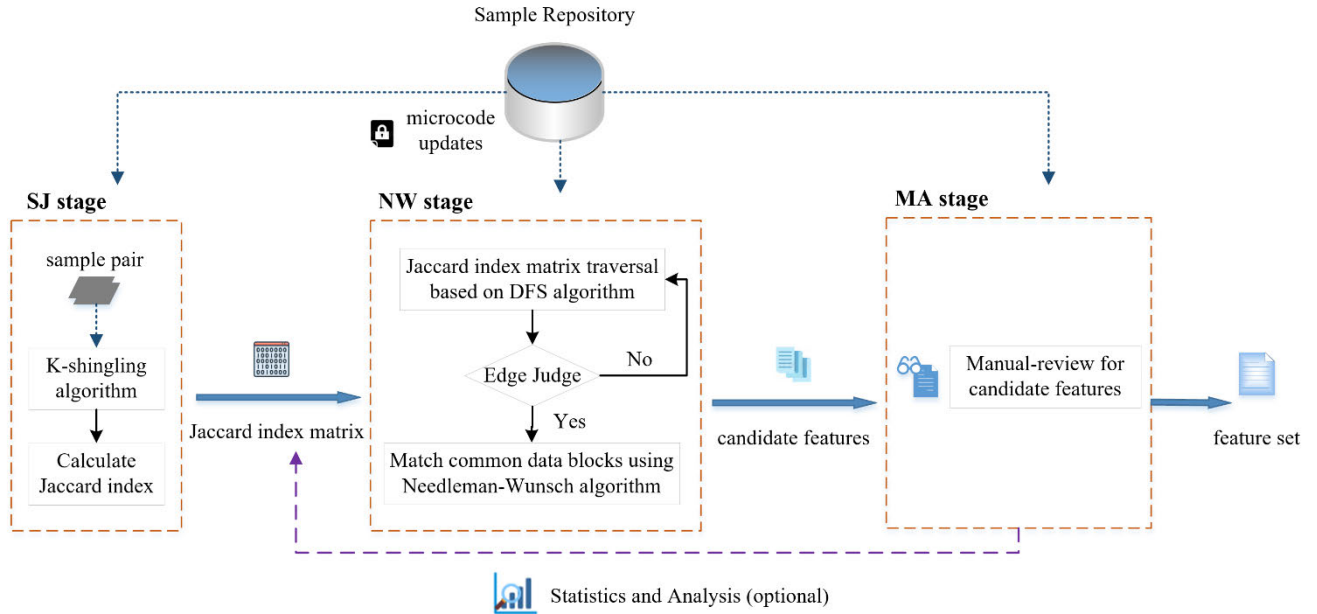 Sample Repository
microcode
updates
SJ stage
sample pair
K-shingling
algorithm
Calculate
Jaccard index
Jaccard index matrix
NW stage
Jaccard index matrix traversal
based on DFS algorithm
Edge Judge
No
Yes
Match common data blocks using
Needleman-Wunsch algorithm
candidate features
MA stage
Manual-review for
candidate features
feature set
Statistics and Analysis (optional)